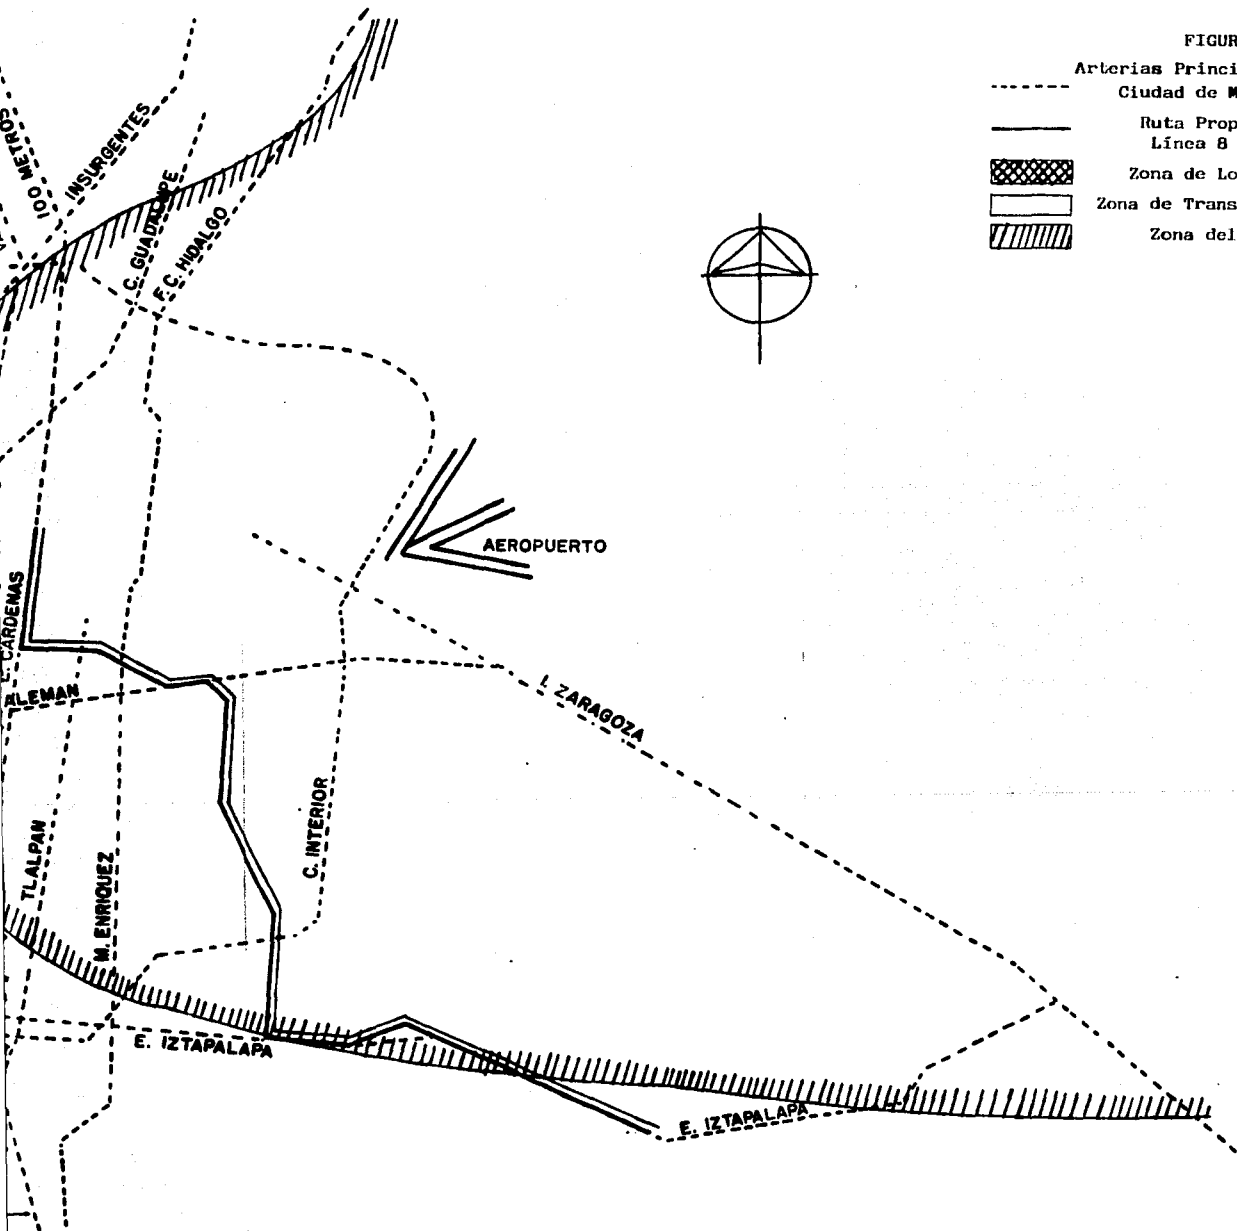 FIGUR
Arterias Princi
Ciudad de M
Ruta Prop
Línea 8
Zona de Lo
Zona de Trans
Zona del
100 METROS
INSURGENTES
C. GUADALUPE
F. C. HIDALGO
AEROPUERTO
L. CARDENAS
ALEMAN
I. ZARAGOZA
TLALPAN
M. ENRIQUEZ
C. INTERIOR
E. IZTAPALAPA
E. IZTAPALAPA